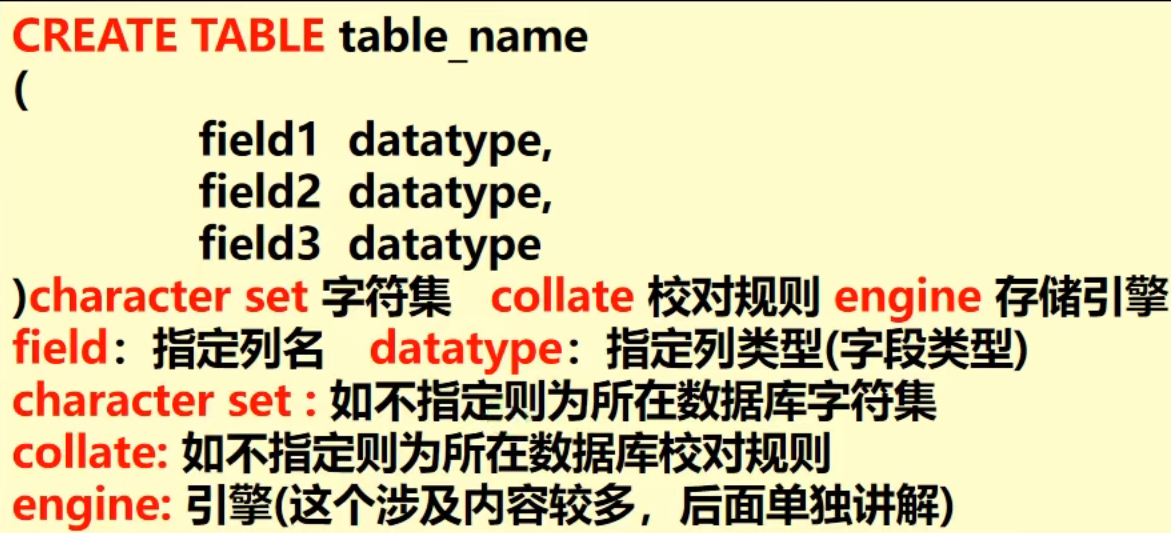 CREATE TABLE table_name
(
field1 datatype,
field2 datatype,
field3 datatype
)character set 字符集 collate 校对规则 engine 存储引擎
field：指定列名 datatype：指定列类型(字段类型)
character set : 如不指定则为所在数据库字符集
collate: 如不指定则为所在数据库校对规则
engine: 引擎(这个涉及内容较多，后面单独讲解)